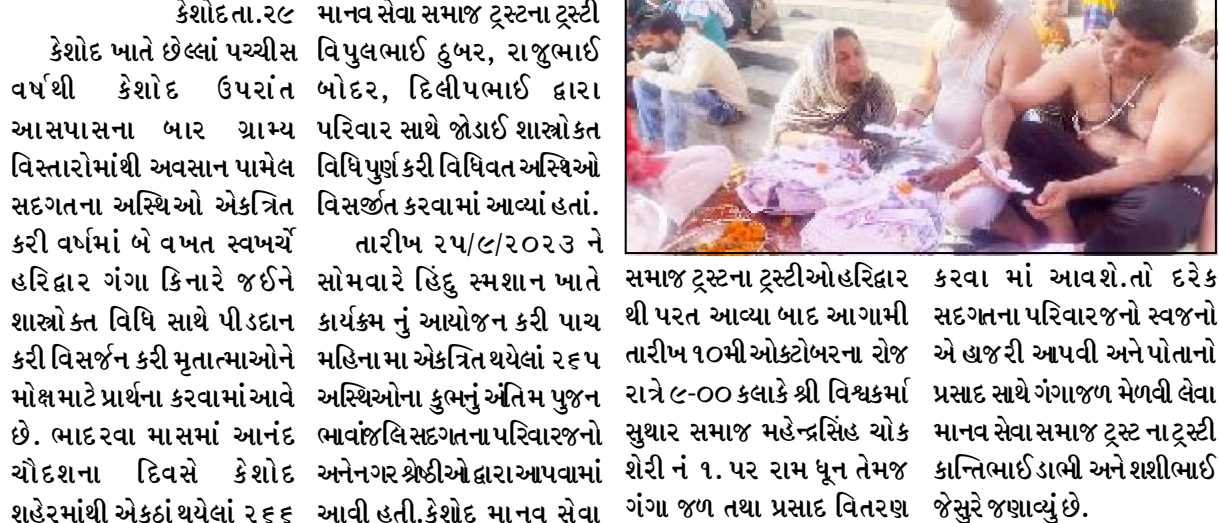 કેશોદતા.૨૯
કેશોદ ખાતે છેલ્લાં પચ્ચીસ
વર્ષથી કેશોદ ઉપરાંત
આસપાસના બાર ગ્રામ્ય
વિસ્તારોમાંથી અવસાન પામેલ
સદગતના અસ્થિઓ એકત્રિત
કરી વર્ષમાં બે વખત સ્વખર્ચે
હરિદ્વાર ગંગા કિનારે જઈને
શાસ્ત્રોક્ત વિધિ સાથે પીડદાન
કરી વિસર્જન કરી મૃતાત્માઓને
મોક્ષ માટે પ્રાર્થના કરવામાં આવે
છે. ભાદરવા માસમાં આનંદ
ચૌદશના દિવસે કેશોદ
શહેરમાંથી એકઠાં થયેલાં ૨૬૬
માનવ સેવા સમાજ ટ્રસ્ટના ટ્રસ્ટી
વિપુલભાઈ ઠુબર, રાજુભાઈ
બોદર, દિલીપભાઈ દ્વારા
પરિવાર સાથે જોડાઈ શાસ્ત્રોકત
વિધિ પુર્ણ કરી વિધિવત અસ્થિઓ
વિસર્જીત કરવામાં આવ્યાં હતાં.
તારીખ ૨૫/૯/૨૦૨૩ ને
સોમવારે હિંદુ સ્મશાન ખાતે
કાર્યક્રમ નું આયોજન કરી પાચ
મહિના મા એકત્રિત થયેલાં ૨૬૫
અસ્થિઓના કુભનું અંતિમ પુજન
ભાવાંજલિ સદગતના પરિવારજનો
અને નગર શ્રેષ્ઠીઓ દ્વારા આપવામાં
આવી હતી.કેશોદ માનવ સેવા
સમાજ ટ્રસ્ટના ટ્રસ્ટીઓ હરિદ્વાર
થી પરત આવ્યા બાદ આગામી
તારીખ ૧૦મી ઓક્ટોબરના રોજ
રાત્રે ૯-૦૦ કલાકે શ્રી વિશ્વકર્મા
સુથાર સમાજ મહેન્દ્રસિંહ ચોક
શેરી નં ૧. પર રામ ધૂન તેમજ
ગંગા જળ તથા પ્રસાદ વિતરણ
કરવા માં આવશે.તો દરેક
સદગતના પરિવારજનો સ્વજનો
એ હાજરી આપવી અને પોતાનો
પ્રસાદ સાથે ગંગાજળ મેળવી લેવા
માનવ સેવા સમાજ ટ્રસ્ટ ના ટ્રસ્ટી
કાન્તિભાઈ ડાભી અને શશીભાઈ
જેસુરે જણાવ્યું છે.